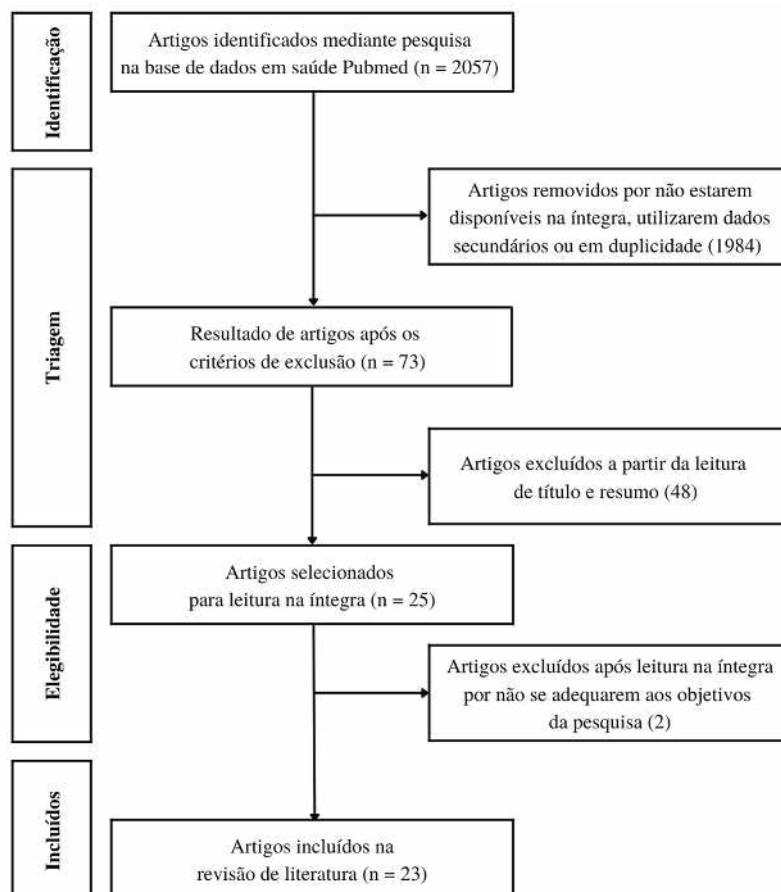 Identificação
Artigos identificados mediante pesquisa
na base de dados em saúde Pubmed (n = 2057)
Triagem
Artigos removidos por não estarem
disponíveis na íntegra, utilizarem dados
secundários ou em duplicidade (1984)
Resultado de artigos após os
critérios de exclusão (n = 73)
Artigos excluídos a partir da leitura
de título e resumo (48)
Elegibilidade
Artigos selecionados
para leitura na íntegra (n = 25)
Artigos excluídos após leitura na íntegra
por não se adequarem aos objetivos
da pesquisa (2)
Incluídos
Artigos incluídos na
revisão de literatura (n = 23)